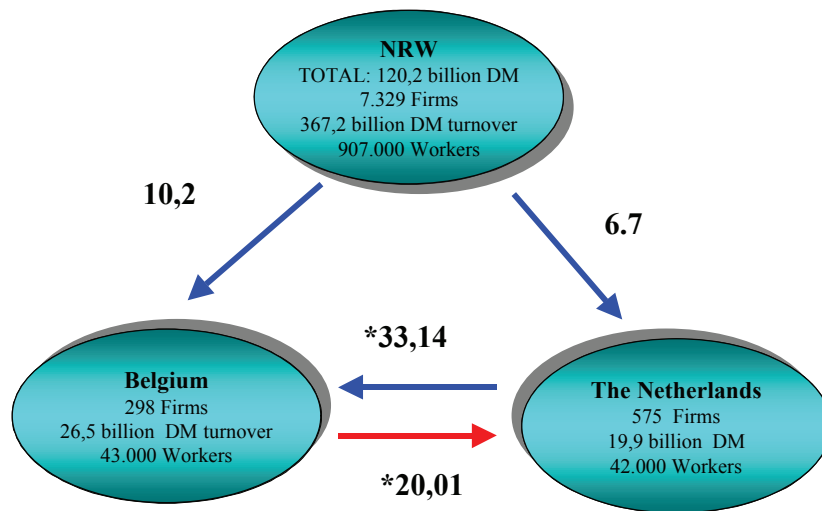 NRW
TOTAL: 120,2 billion DM
7.329 Firms
367,2 billion DM turnover
907.000 Workers
10,2
6.7
*33,14
Belgium
298 Firms
26,5 billion DM turnover
43.000 Workers
The Netherlands
575 Firms
19,9 billion DM
42.000 Workers
*20,01